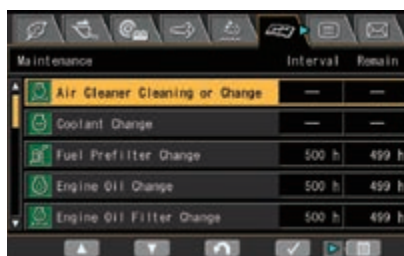 Maintenance Interval Remain
Air Cleaner Cleaning or Change — —
Coolant Change — —
Fuel Prefilter Change 500 h 499 h
Engine Oil Change 500 h 499 h
Engine Oil Filter Change 500 h 499 h